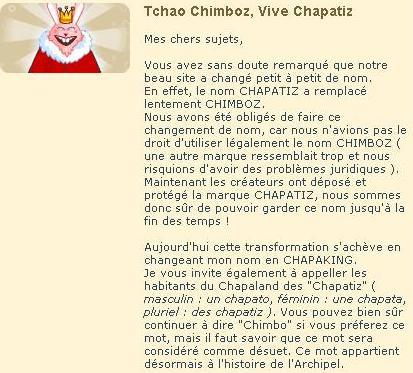 Tchao Chimboz, Vive Chapatiz
Mes chers sujets,
Vous avez sans doute remarqué que notre
beau site a changé petit à petit de nom.
En effet, le nom CHAPATIZ a remplacé
lentement CHIMBOZ.
Nous avons été obligés de faire ce
changement de nom, car nous n'avions pas le
droit d'utiliser légalement le nom CHIMBOZ (
une autre marque ressemblait trop et nous
risquions d'avoir des problèmes juridiques ).
Maintenant les créateurs ont déposé et
protégé la marque CHAPATIZ, nous sommes
donc sûr de pouvoir garder ce nom jusqu'à la
fin des temps !
Aujourd'hui cette transformation s'achève en
changeant mon nom en CHAPAKING.
Je vous invite également à appeller les
habitants du Chapaland des "Chapatiz" (
masculin : un chapato, féminin : une chapata,
pluriel : des chapatiz ). Vous pouvez bien sûr
continuer à dire "Chimbo" si vous préferez ce
mot, mais il faut savoir que ce mot sera
considéré comme désuet. Ce mot appartient
désormais à l'histoire de l'Archipel.